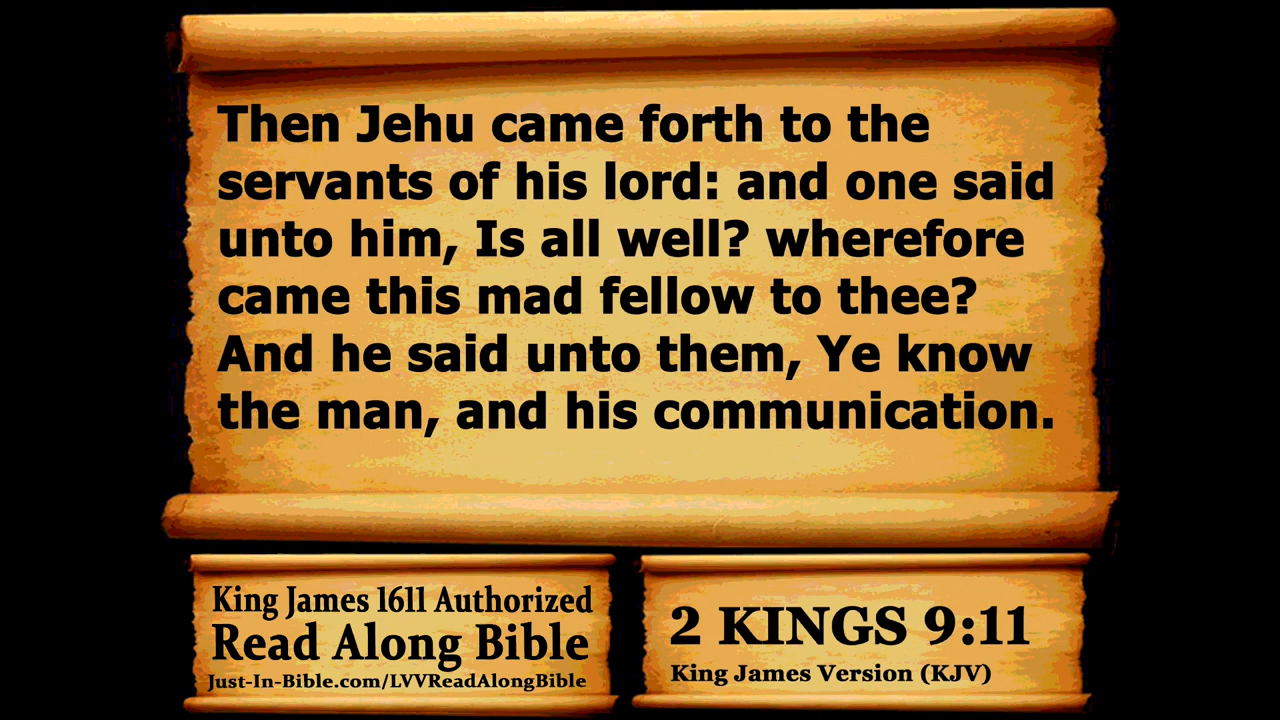 Then Jehu came forth to the
servants of his lord: and one said
unto him, Is all well? wherefore
came this mad fellow to thee?
And he said unto them, Ye know
the man, and his communication.
King James 1611 Authorized
Read Along Bible
Just-In-Bible.com/LVVReadAlongBible
2 KINGS 9:11
King James Version (KJV)